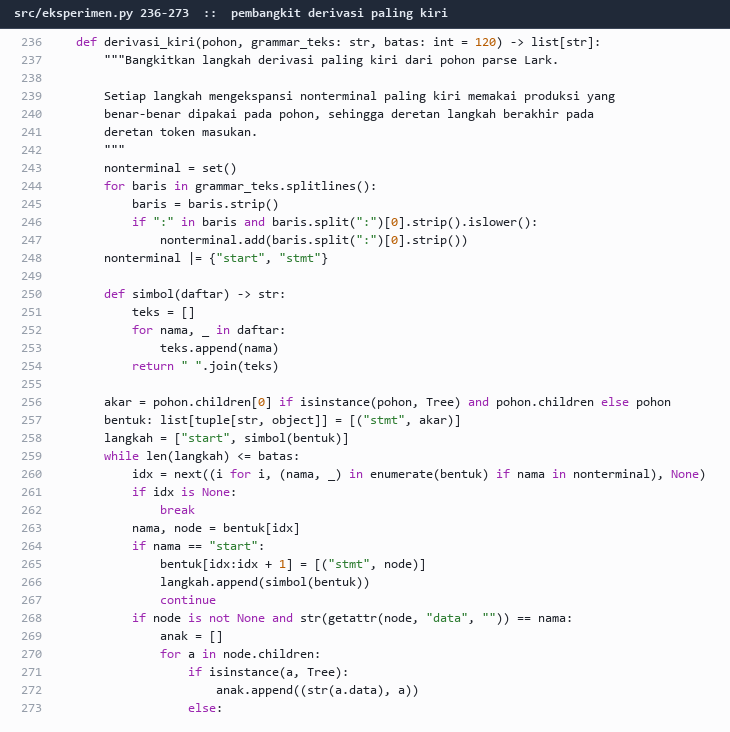 src/eksperimen.py 236-273  ::  pembangkit derivasi paling kiri
236    def derivasi_kiri(pohon, grammar_teks: str, batas: int = 120) -> list[str]:
237        """Bangkitkan langkah derivasi paling kiri dari pohon parse Lark.
238
239        Setiap langkah mengekspansi nonterminal paling kiri memakai produksi yang
240        benar-benar dipakai pada pohon, sehingga deretan langkah berakhir pada
241        deretan token masukan.
242        """
243        nonterminal = set()
244        for baris in grammar_teks.splitlines():
245            baris = baris.strip()
246            if ":" in baris and baris.split(":")[0].strip().islower():
247                nonterminal.add(baris.split(":")[0].strip())
248        nonterminal |= {"start", "stmt"}
249
250        def simbol(daftar) -> str:
251            teks = []
252            for nama, _ in daftar:
253                teks.append(nama)
254            return " ".join(teks)
255
256        akar = pohon.children[0] if isinstance(pohon, Tree) and pohon.children else pohon
257        bentuk: list[tuple[str, object]] = [("stmt", akar)]
258        langkah = ["start", simbol(bentuk)]
259        while len(langkah) <= batas:
260            idx = next((i for i, (nama, _) in enumerate(bentuk) if nama in nonterminal), None)
261            if idx is None:
262                break
263            nama, node = bentuk[idx]
264            if nama == "start":
265                bentuk[idx:idx + 1] = [("stmt", node)]
266                langkah.append(simbol(bentuk))
267                continue
268            if node is not None and str(getattr(node, "data", "")) == nama:
269                anak = []
270                for a in node.children:
271                    if isinstance(a, Tree):
272                        anak.append((str(a.data), a))
273                    else: